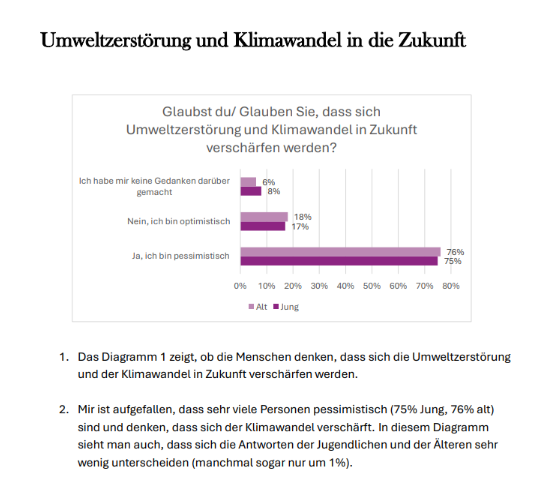 Umweltzerstörung und Klimawandel in die Zukunft
Glaubst du/ Glauben Sie, dass sich
Umweltzerstörung und Klimawandel in Zukunft
verschärfen werden?
Ich habe mir keine Gedanken darüber
gemacht
6%
8%
Nein, ich bin optimistisch
18%
17%
Ja, ich bin pessimistisch
76%
75%
0% 10% 20% 30% 40% 50% 60% 70% 80%
Alt Jung
1. Das Diagramm 1 zeigt, ob die Menschen denken, dass sich die Umweltzerstörung
und der Klimawandel in Zukunft verschärfen werden.
2. Mir ist aufgefallen, dass sehr viele Personen pessimistisch (75% Jung, 76% alt)
sind und denken, dass sich der Klimawandel verschärft. In diesem Diagramm
sieht man auch, dass sich die Antworten der Jugendlichen und der Älteren sehr
wenig unterscheiden (manchmal sogar nur um 1%).